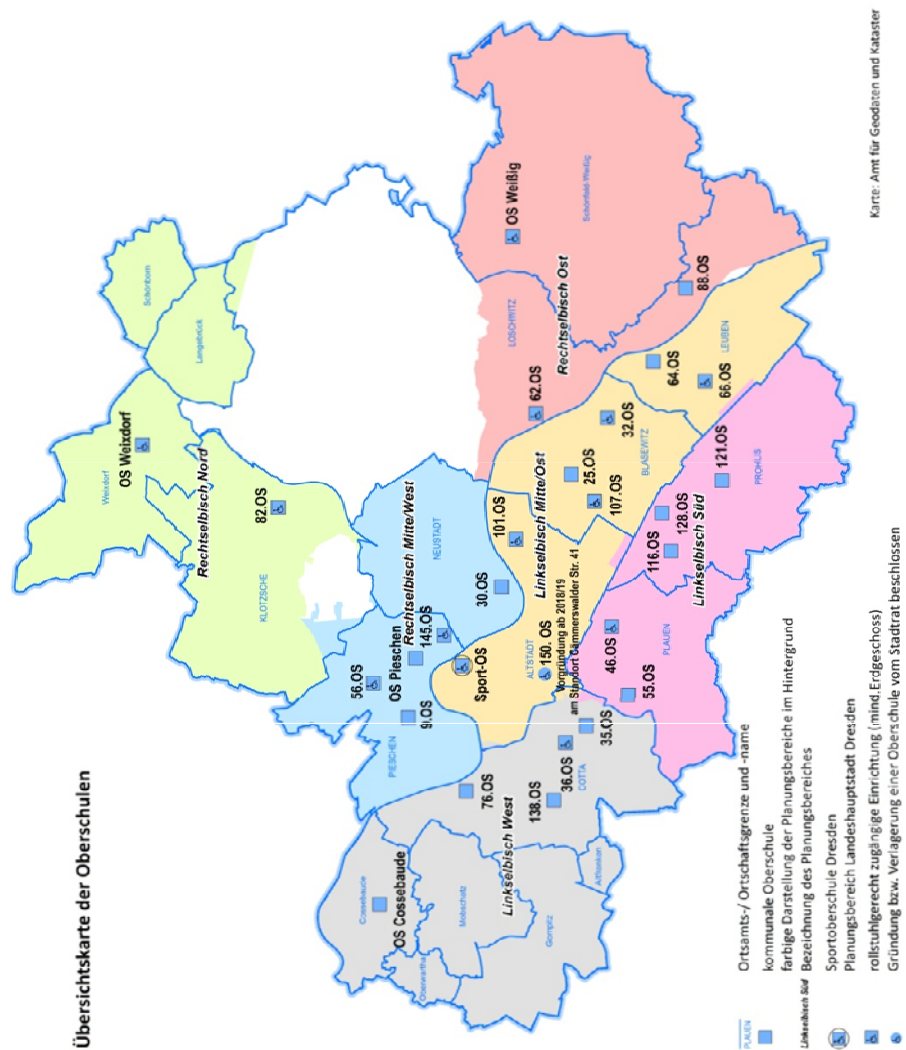 Übersichtskarte der Oberschulen
Cossebaude
OS Cossebaude
Oberwartha
Mobschatz
Gompitz
Altfranken
Linkselbisch West
76.OS
138.OS
36.OS
DOTTA
35.OS
PIESCHEN
56.OS
9.OS
OS Pieschen
145.OS
Rechtselbisch Mitte/West
NEUSTADT
30.OS
Sport-OS
KLOTZSCHE
82.OS
Rechtselbisch Nord
Weixdorf
OS Weixdorf
Langebrück
Schönborn
ALTSTADT
150. OS
Vorgründung ab 2018/19
am Standort Cämmerswalder Str. 41
101.OS
Linkselbisch Mitte/Ost
25.OS
107.OS
32.OS
BLASEWITZ
64.OS
66.OS
LEUBEN
62.OS
LOSCHWITZ
Rechtselbisch Ost
OS Weißig
Schönfeld-Weißig
88.OS
55.OS
46.OS
PLAUEN
116.OS
128.OS
Linkselbisch Süd
121.OS
PROHLIS
PLAUEN Ortsamts-/ Ortschaftsgrenze und -name
kommunale Oberschule
farbige Darstellung der Planungsbereiche im Hintergrund
Linkselbisch Süd Bezeichnung des Planungsbereiches
Sportoberschule Dresden
Planungsbereich Landeshauptstadt Dresden
rollstuhlgerecht zugängige Einrichtung (mind.Erdgeschoss)
Gründung bzw. Verlagerung einer Oberschule vom Stadtrat beschlossen
Karte: Amt für Geodaten und Kataster